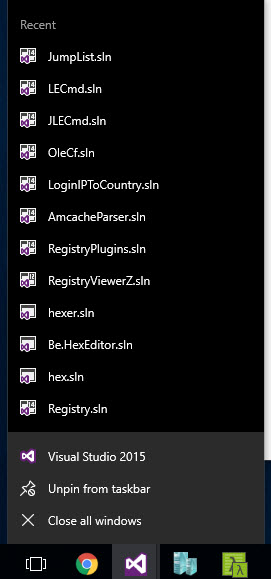 Recent
JumpList.sln
LECmd.sln
JLECmd.sln
OleCf.sln
LoginIPToCountry.sln
AmcacheParser.sln
RegistryPlugins.sln
RegistryViewerZ.sln
hexer.sln
Be.HexEditor.sln
hex.sln
Registry.sln
Visual Studio 2015
Unpin from taskbar
Close all windows